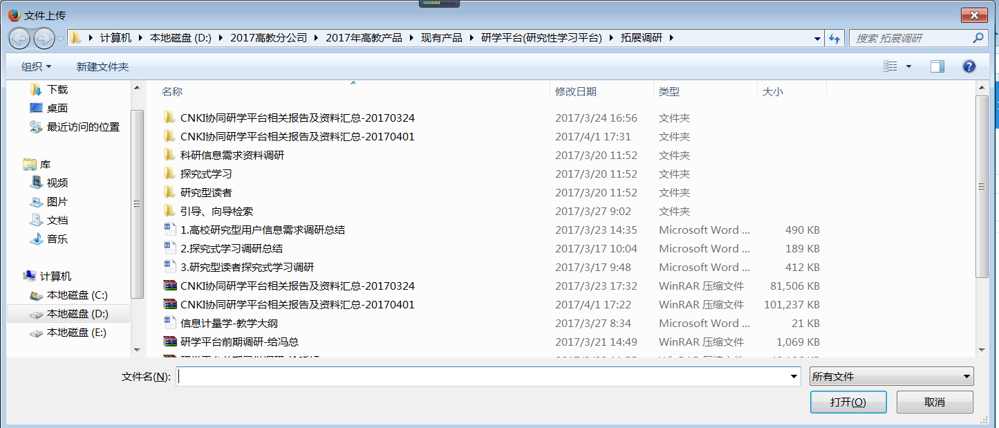 文件上传
计算机 本地磁盘 (D:) 2017高教分公司 2017年高教产品 现有产品 研学平台(研究性学习平台) 拓展调研 搜索 拓展调研
组织 新建文件夹
下载
桌面
最近访问的位置
库
视频
图片
文档
音乐
计算机
本地磁盘 (C:)
本地磁盘 (D:)
本地磁盘 (E:)
名称 修改日期 类型 大小
CNKI协同研学平台相关报告及资料汇总-20170324 2017/3/24 16:56 文件夹
CNKI协同研学平台相关报告及资料汇总-20170401 2017/4/1 17:31 文件夹
科研信息需求资料调研 2017/3/20 11:52 文件夹
探究式学习 2017/3/20 11:52 文件夹
研究型读者 2017/3/20 11:52 文件夹
引导、向导检索 2017/3/27 9:02 文件夹
1.高校研究型用户信息需求调研总结 2017/3/23 14:35 Microsoft Word ... 490 KB
2.探究式学习调研总结 2017/3/17 10:04 Microsoft Word ... 189 KB
3.研究型读者探究式学习调研 2017/3/17 9:48 Microsoft Word ... 412 KB
CNKI协同研学平台相关报告及资料汇总-20170324 2017/3/23 17:32 WinRAR 压缩文件 81,506 KB
CNKI协同研学平台相关报告及资料汇总-20170401 2017/4/1 17:22 WinRAR 压缩文件 101,237 KB
信息计量学-教学大纲 2017/3/27 8:34 Microsoft Word ... 21 KB
研学平台前期调研-给冯总 2017/3/21 14:49 WinRAR 压缩文件 1,069 KB
文件名(N): 所有文件
打开(O) 取消